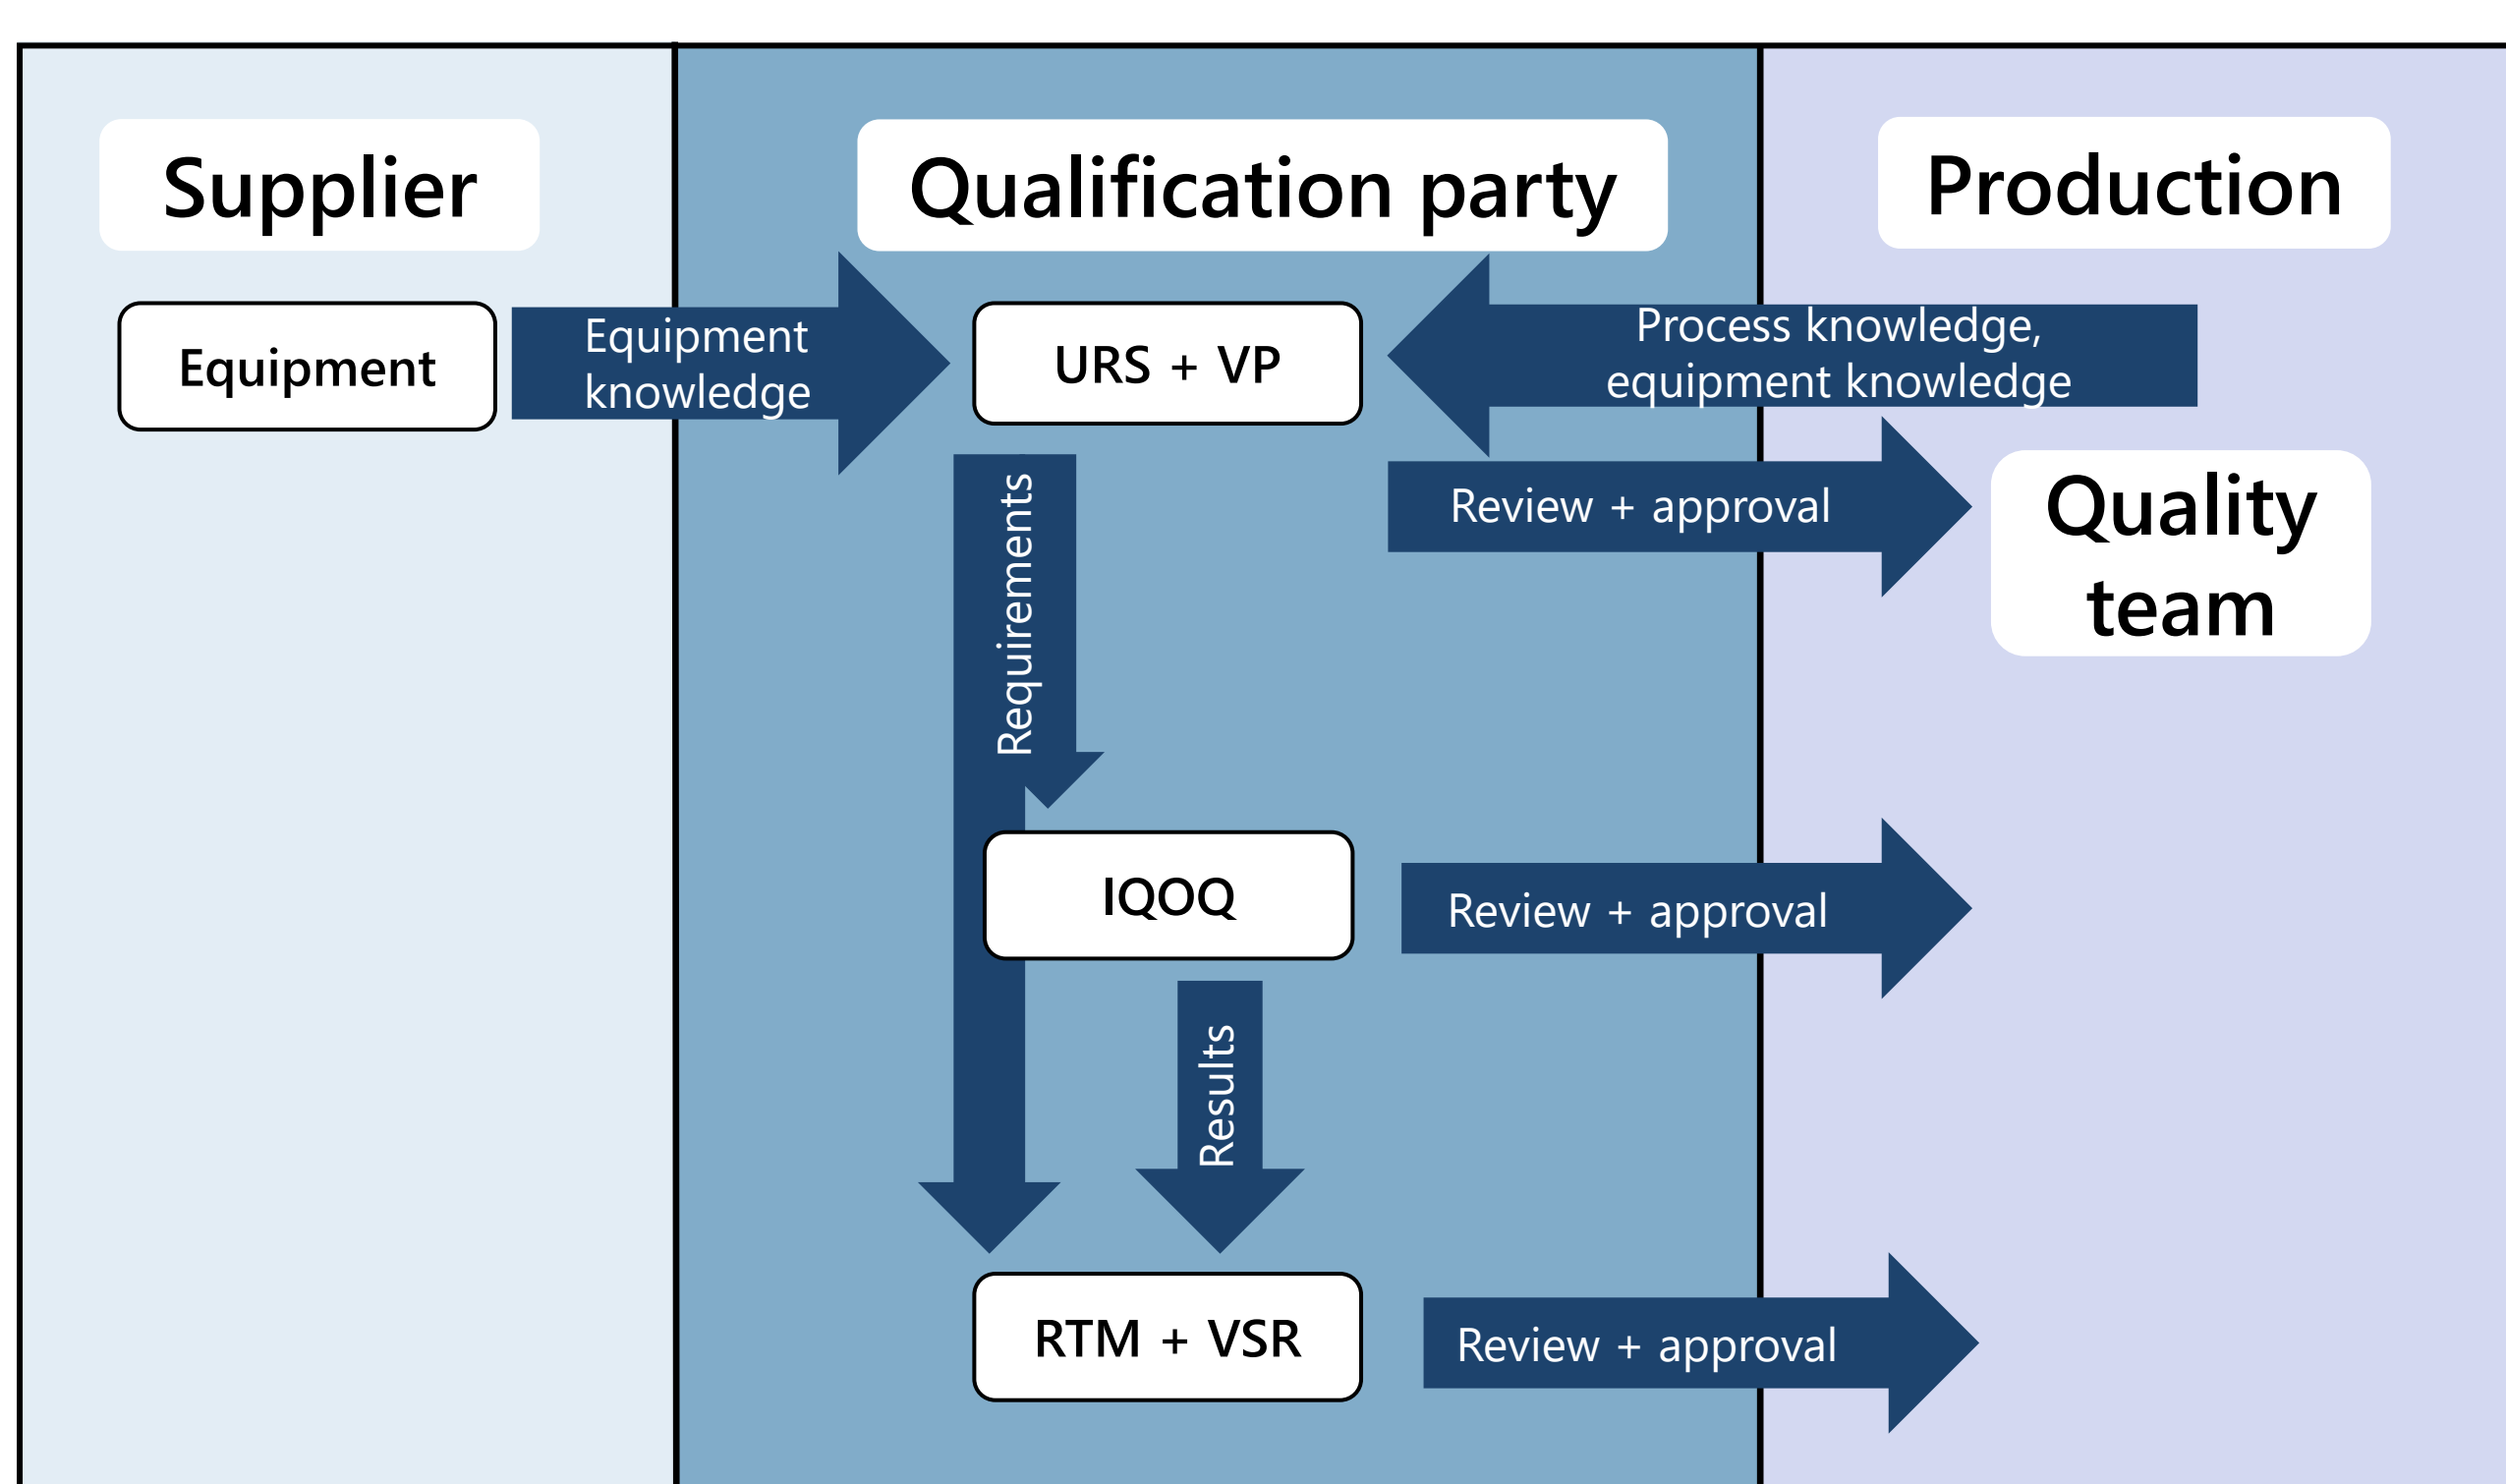 Supplier
Qualification party
Production
Equipment
Equipment
knowledge
URS + VP
Process knowledge,
equipment knowledge
Review + approval
Quality
team
Requirements
IQOQ
Review + approval
Results
RTM + VSR
Review + approval